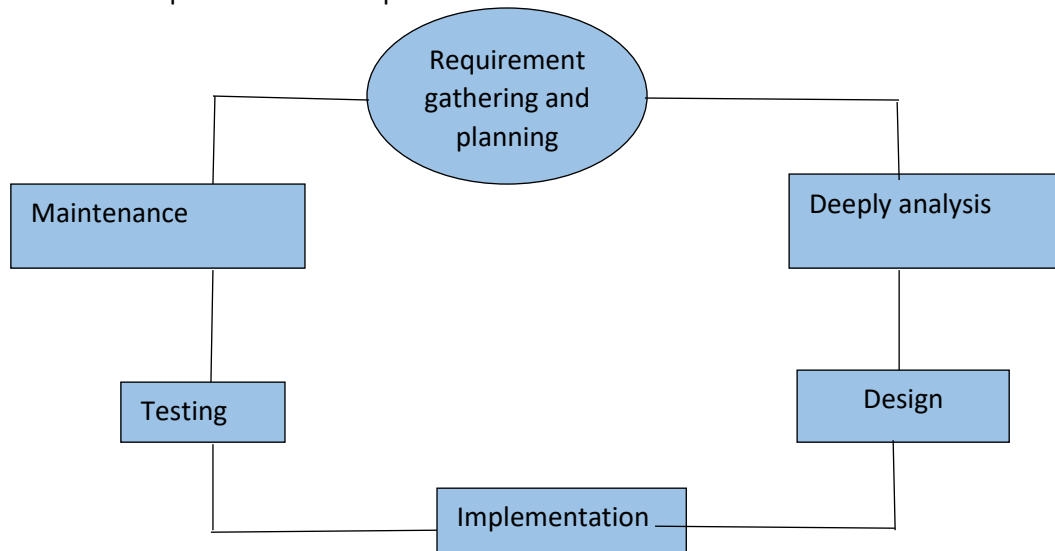 Requirement
gathering and
planning
Maintenance
Deeply analysis
Testing
Design
Implementation